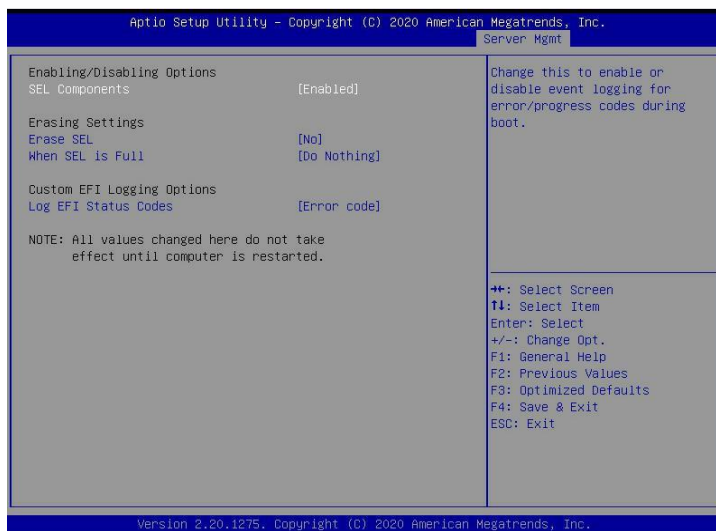 Aptio Setup Utility – Copyright (C) 2020 American Megatrends, Inc.
Server Mgmt
Enabling/Disabling Options
SEL Components [Enabled]
Erasing Settings
Erase SEL [No]
When SEL is Full [Do Nothing]
Custom EFI Logging Options
Log EFI Status Codes [Error code]
NOTE: All values changed here do not take
effect until computer is restarted.
Change this to enable or
disable event logging for
error/progress codes during
boot.
→←: Select Screen
↑↓: Select Item
Enter: Select
+/-: Change Opt.
F1: General Help
F2: Previous Values
F3: Optimized Defaults
F4: Save & Exit
ESC: Exit
Version 2.20.1275. Copyright (C) 2020 American Megatrends, Inc.